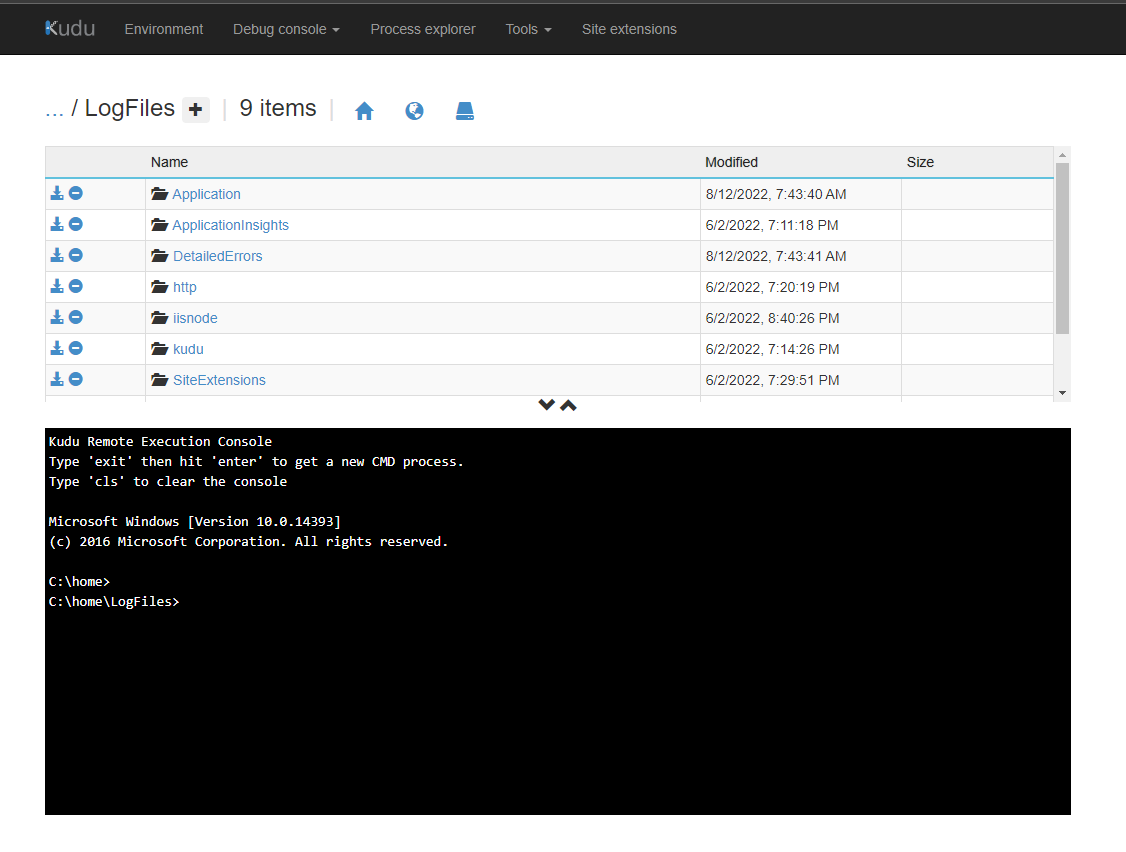 Kudu Environment Debug console Process explorer Tools Site extensions
... / LogFiles + | 9 items |
Name Modified Size
Application 8/12/2022, 7:43:40 AM
ApplicationInsights 6/2/2022, 7:11:18 PM
DetailedErrors 8/12/2022, 7:43:41 AM
http 6/2/2022, 7:20:19 PM
iisnode 6/2/2022, 8:40:26 PM
kudu 6/2/2022, 7:14:26 PM
SiteExtensions 6/2/2022, 7:29:51 PM
Kudu Remote Execution Console
Type 'exit' then hit 'enter' to get a new CMD process.
Type 'cls' to clear the console
Microsoft Windows [Version 10.0.14393]
(c) 2016 Microsoft Corporation. All rights reserved.
C:\home>
C:\home\LogFiles>